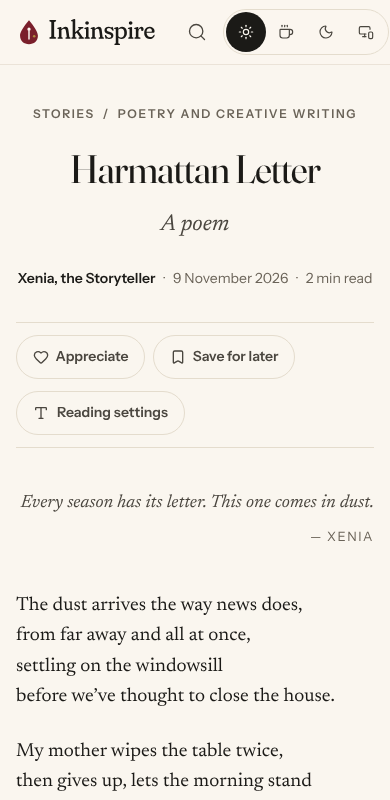 Inkinspire
STORIES / POETRY AND CREATIVE WRITING
Harmattan Letter
A poem
Xenia, the Storyteller · 9 November 2026 · 2 min read
Appreciate
Save for later
Reading settings
Every season has its letter. This one comes in dust.
— XENIA
The dust arrives the way news does,
from far away and all at once,
settling on the windowsill
before we’ve thought to close the house.
My mother wipes the table twice,
then gives up, lets the morning stand